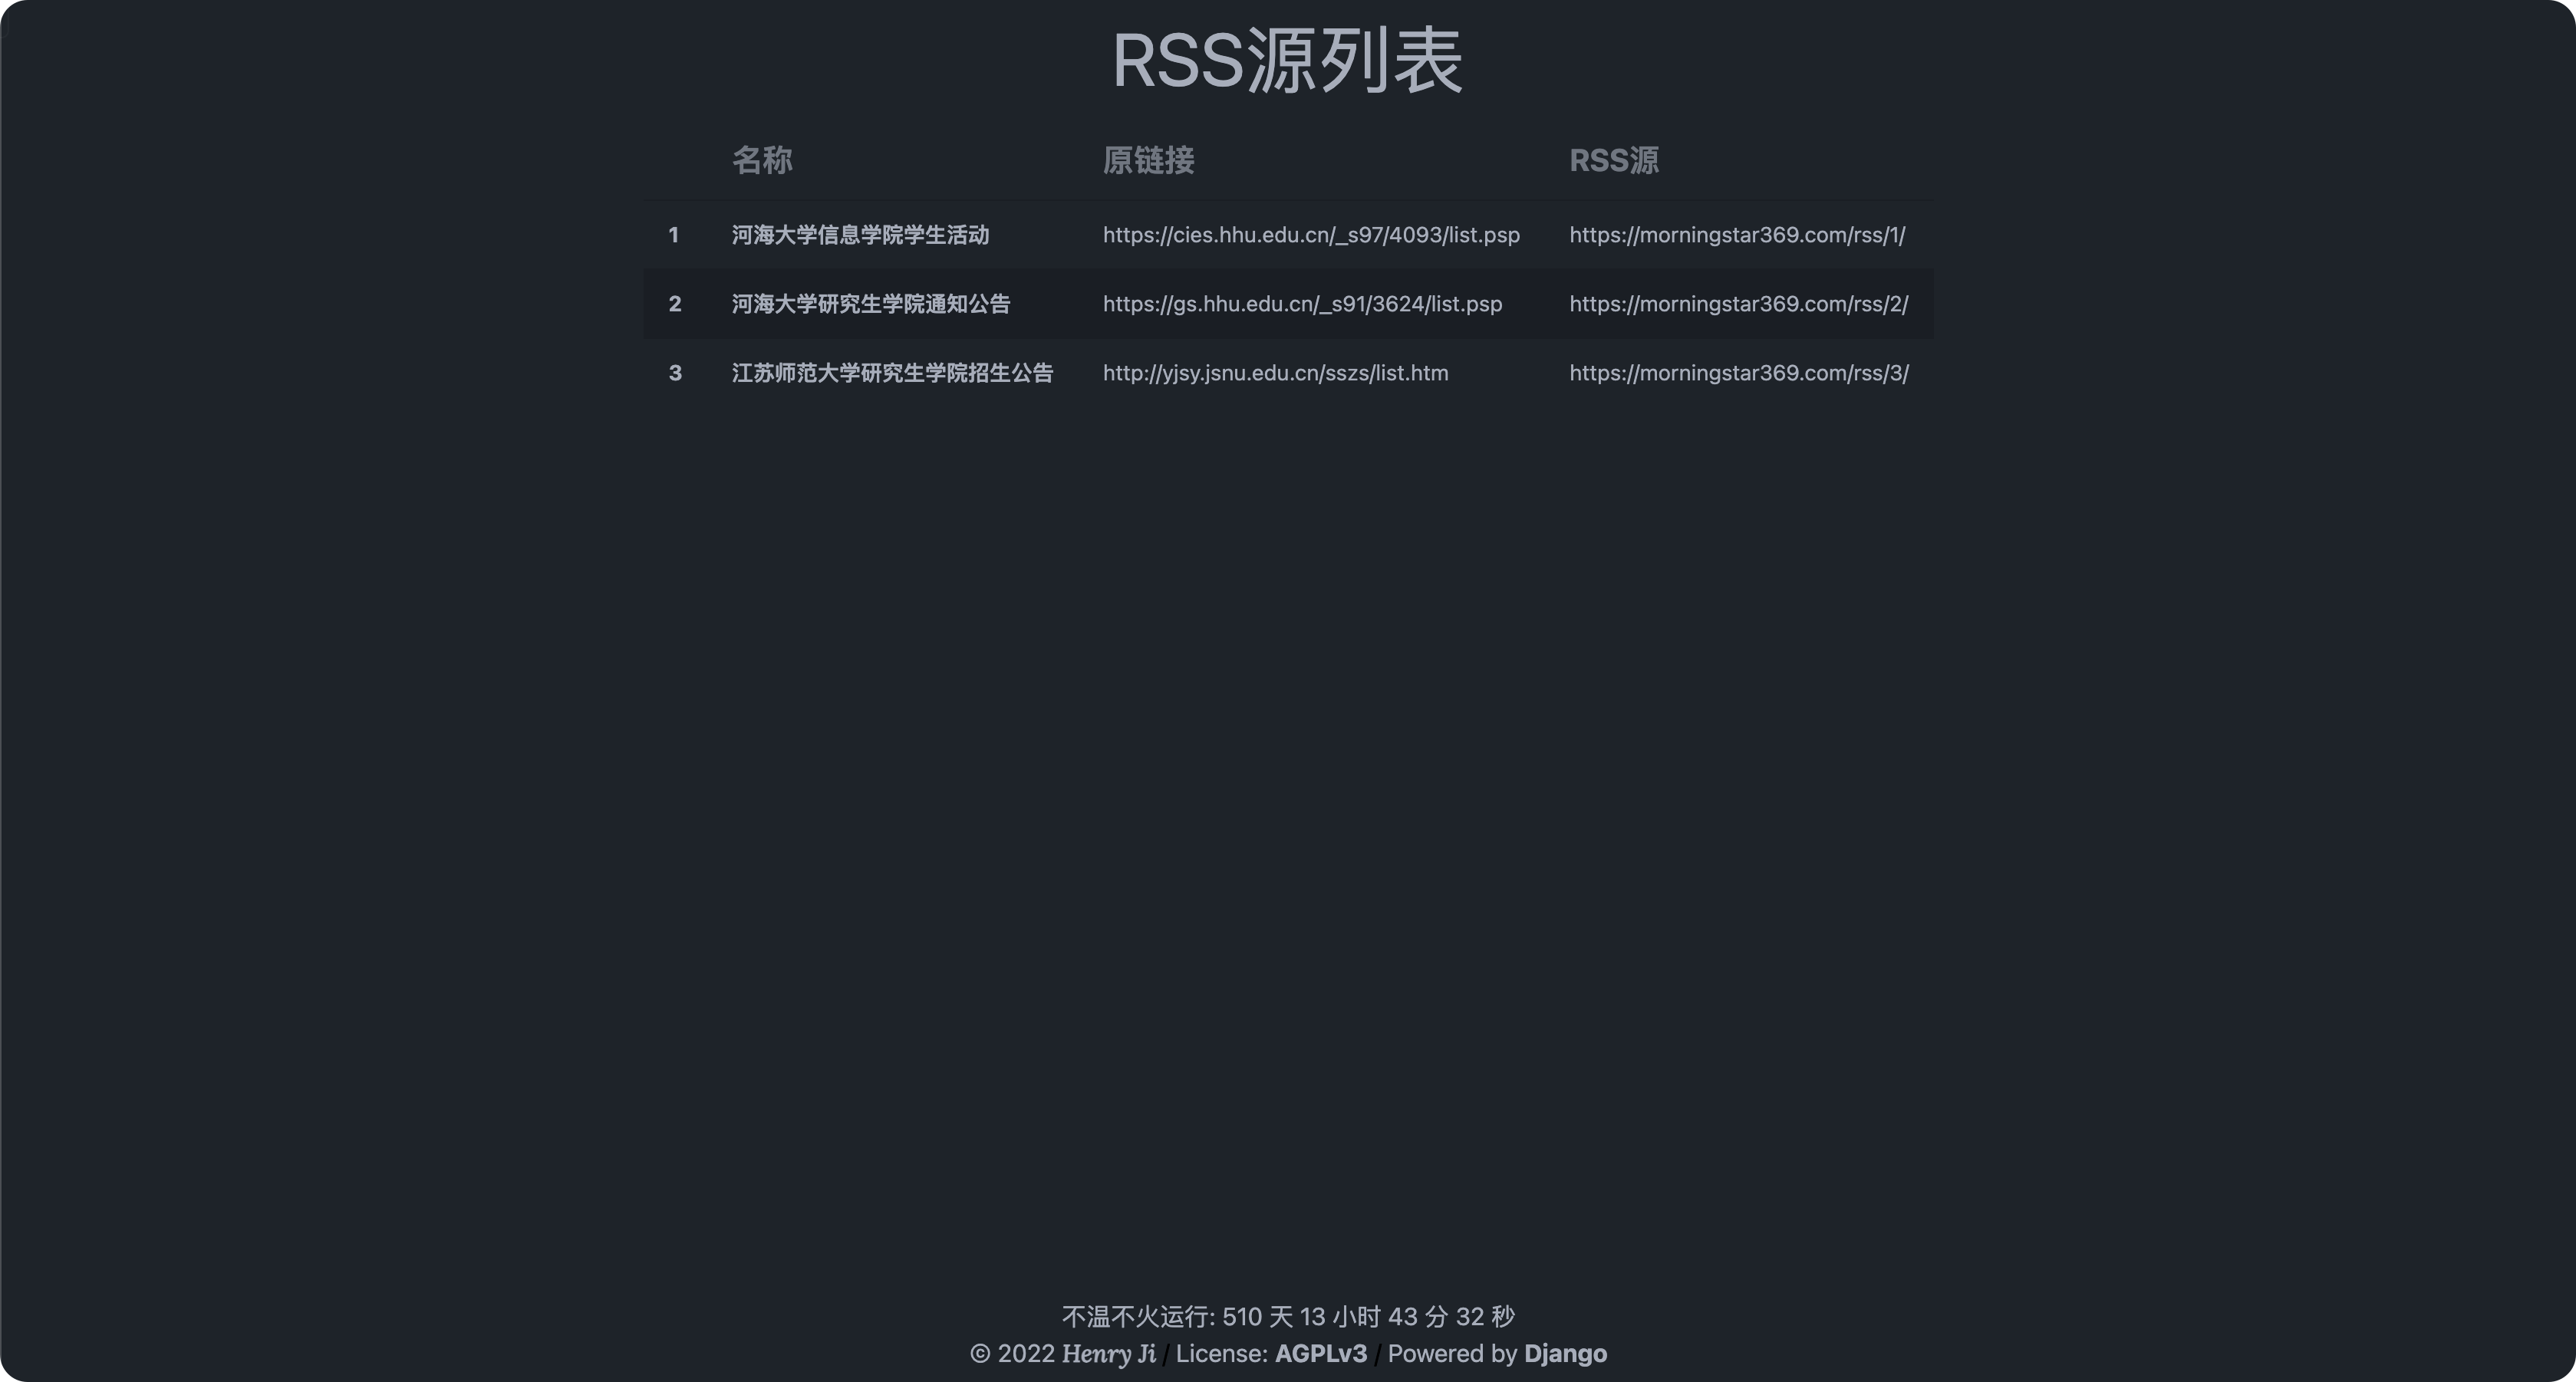 RSS源列表
名称 原链接 RSS源
1 河海大学信息学院学生活动 https://cies.hhu.edu.cn/_s97/4093/list.psp https://morningstar369.com/rss/1/
2 河海大学研究生学院通知公告 https://gs.hhu.edu.cn/_s91/3624/list.psp https://morningstar369.com/rss/2/
3 江苏师范大学研究生学院招生公告 http://yjsy.jsnu.edu.cn/sszs/list.htm https://morningstar369.com/rss/3/
不温不火运行: 510 天 13 小时 43 分 32 秒
© 2022 Henry Ji / License: AGPLv3 / Powered by Django